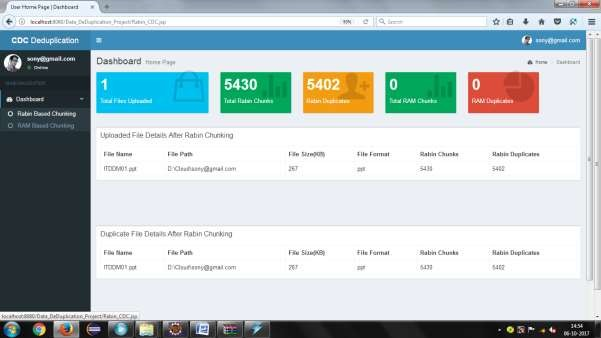 User Home Page | Dashboard
localhost:8080/Data_DeDuplication_Project/Rabin_CDC.jsp
90%
Search
CDC Deduplication
sony@gmail.com
sony@gmail.com
Online
Dashboard Home Page
Home Dashboard
Dashboard
Rabin Based Chunking
RAM Based Chunking
1
Total Files Uploaded
5430
Total Rabin Chunks
5402
Rabin Duplicates
0
Total RAM Chunks
0
RAM Duplicates
Uploaded File Details After Rabin Chunking
File Name File Path File Size(KB) File Format Rabin Chunks Rabin Duplicates
ITDDM01.ppt D:\Cloud\sony@gmail.com 267 ppt 5430 5402
Duplicate File Details After Rabin Chunking
File Name File Path File Size(KB) File Format Rabin Chunks Rabin Duplicates
ITDDM01.ppt D:\Cloud\sony@gmail.com 267 ppt 5430 5402
localhost:8080/Data_DeDuplication_Project/Rabin_CDC.jsp
14:54
06-10-2017